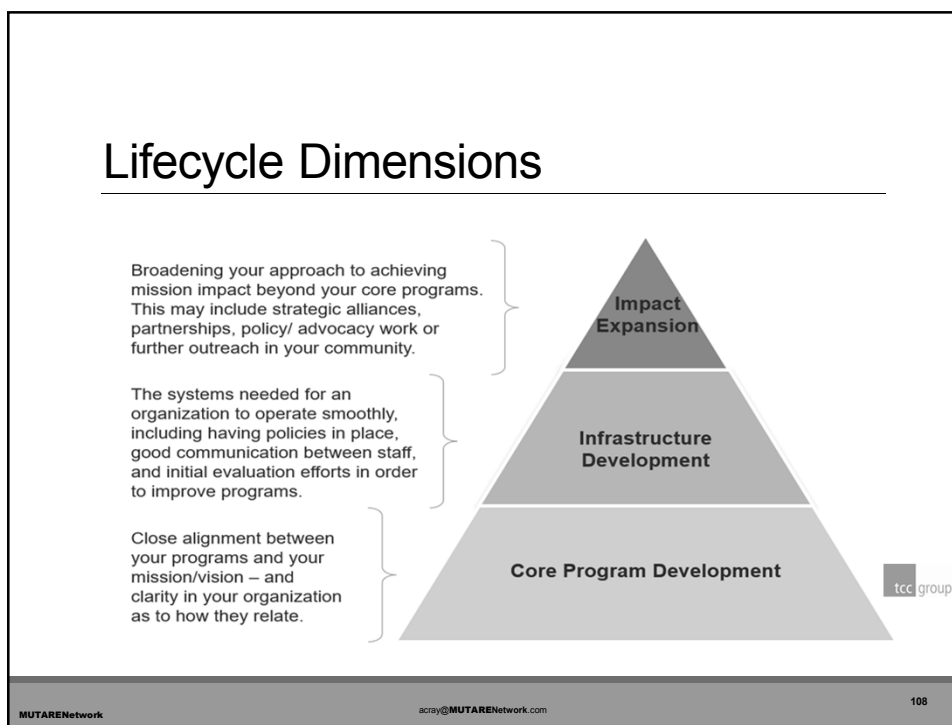 Lifecycle Dimensions
Broadening your approach to achieving
mission impact beyond your core programs.
This may include strategic alliances,
partnerships, policy/ advocacy work or
further outreach in your community.
Impact
Expansion
The systems needed for an
organization to operate smoothly,
including having policies in place,
good communication between staff,
and initial evaluation efforts in order
to improve programs.
Infrastructure
Development
Close alignment between
your programs and your
mission/vision – and
clarity in your organization
as to how they relate.
Core Program Development
tcc group
MUTARENetwork
acray@MUTARENetwork.com
108